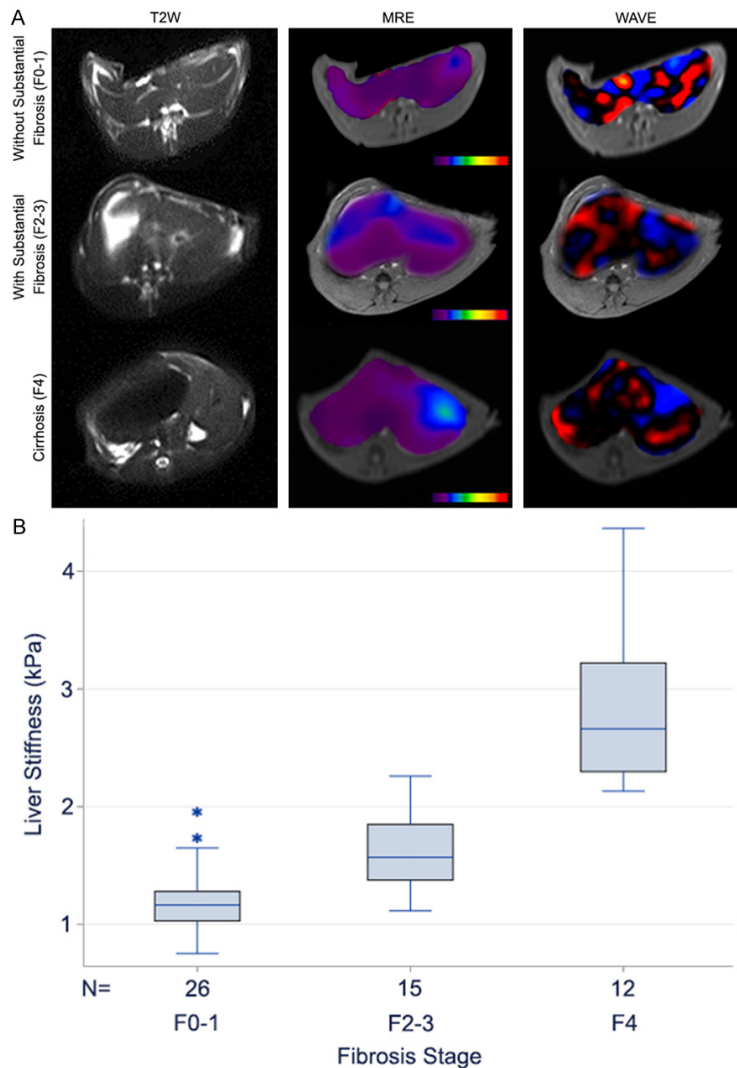 A
T2W MRE WAVE
Without Substantial
Fibrosis (F0-1)
With Substantial
Fibrosis (F2-3)
Cirrhosis (F4)
B
Liver Stiffness (kPa)
4
3
2
1
N= 26 15 12
F0-1 F2-3 F4
Fibrosis Stage